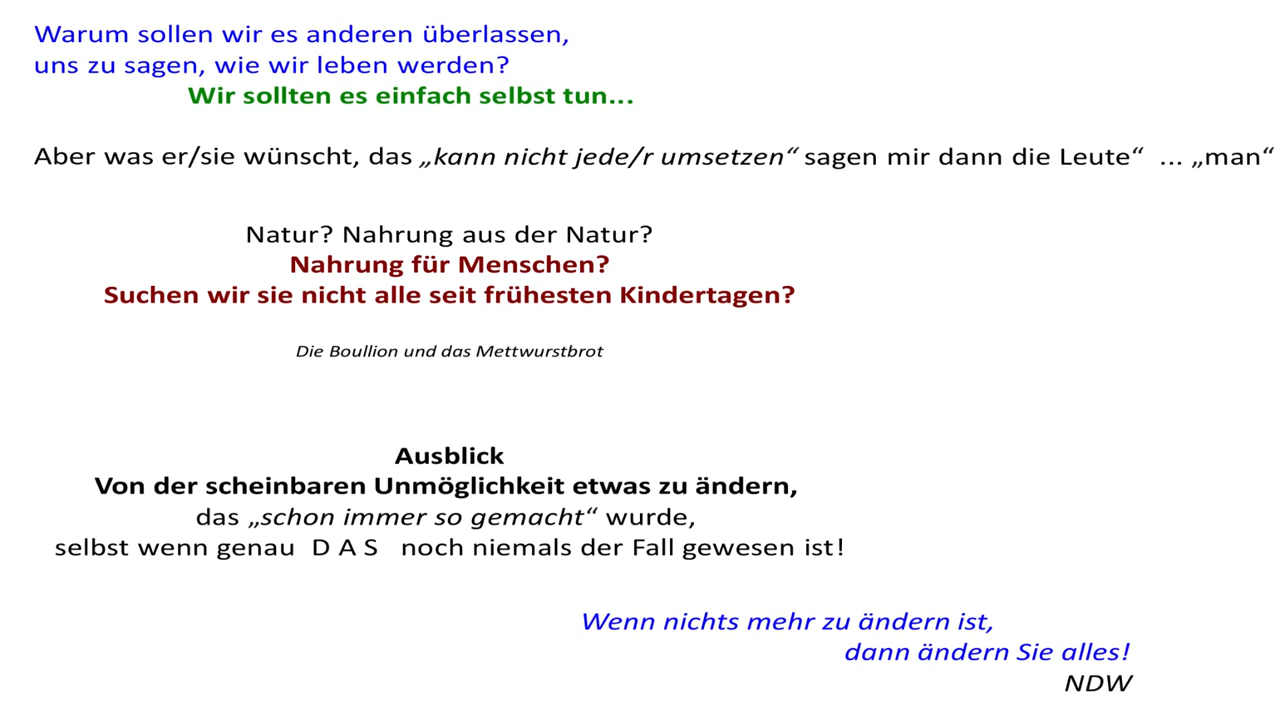 Warum sollen wir es anderen überlassen,
uns zu sagen, wie wir leben werden?
Wir sollten es einfach selbst tun...
Aber was er/sie wünscht, das „kann nicht jede/r umsetzen“ sagen mir dann die Leute“ ... „man“
Natur? Nahrung aus der Natur?
Nahrung für Menschen?
Suchen wir sie nicht alle seit frühesten Kindertagen?
Die Boullion und das Mettwurstbrot
Ausblick
Von der scheinbaren Unmöglichkeit etwas zu ändern,
das „schon immer so gemacht“ wurde,
selbst wenn genau D A S noch niemals der Fall gewesen ist!
Wenn nichts mehr zu ändern ist,
dann ändern Sie alles!
NDW